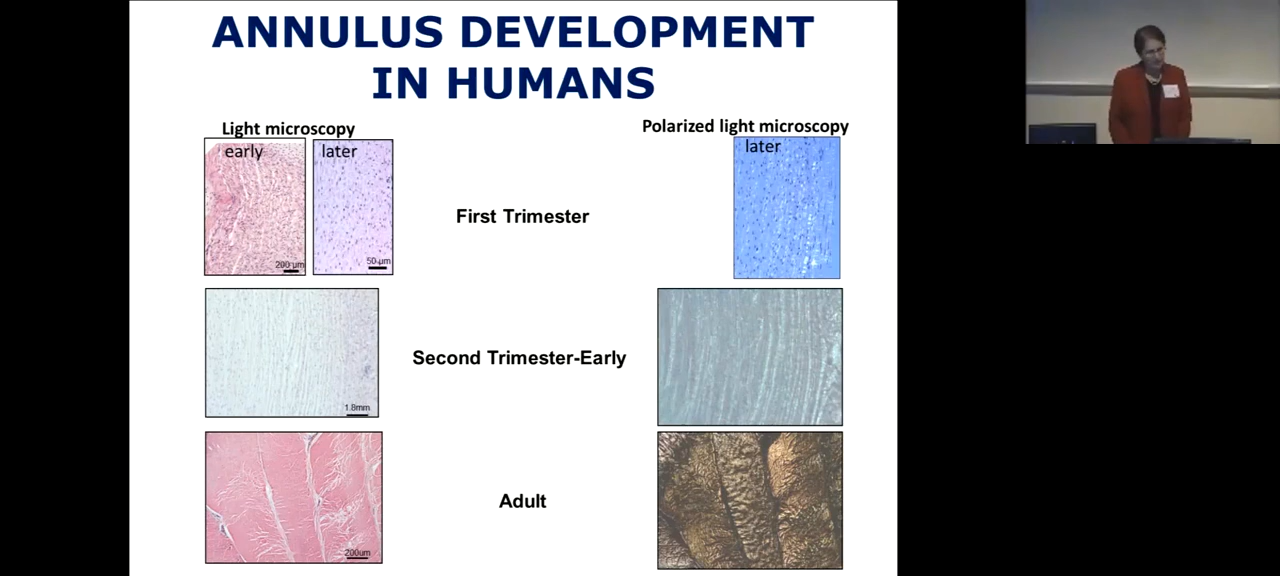 ANNULUS DEVELOPMENT
IN HUMANS
Light microscopy
Polarized light microscopy
early
later
later
First Trimester
200 µm
50 µm
Second Trimester-Early
1.8mm
Adult
200um